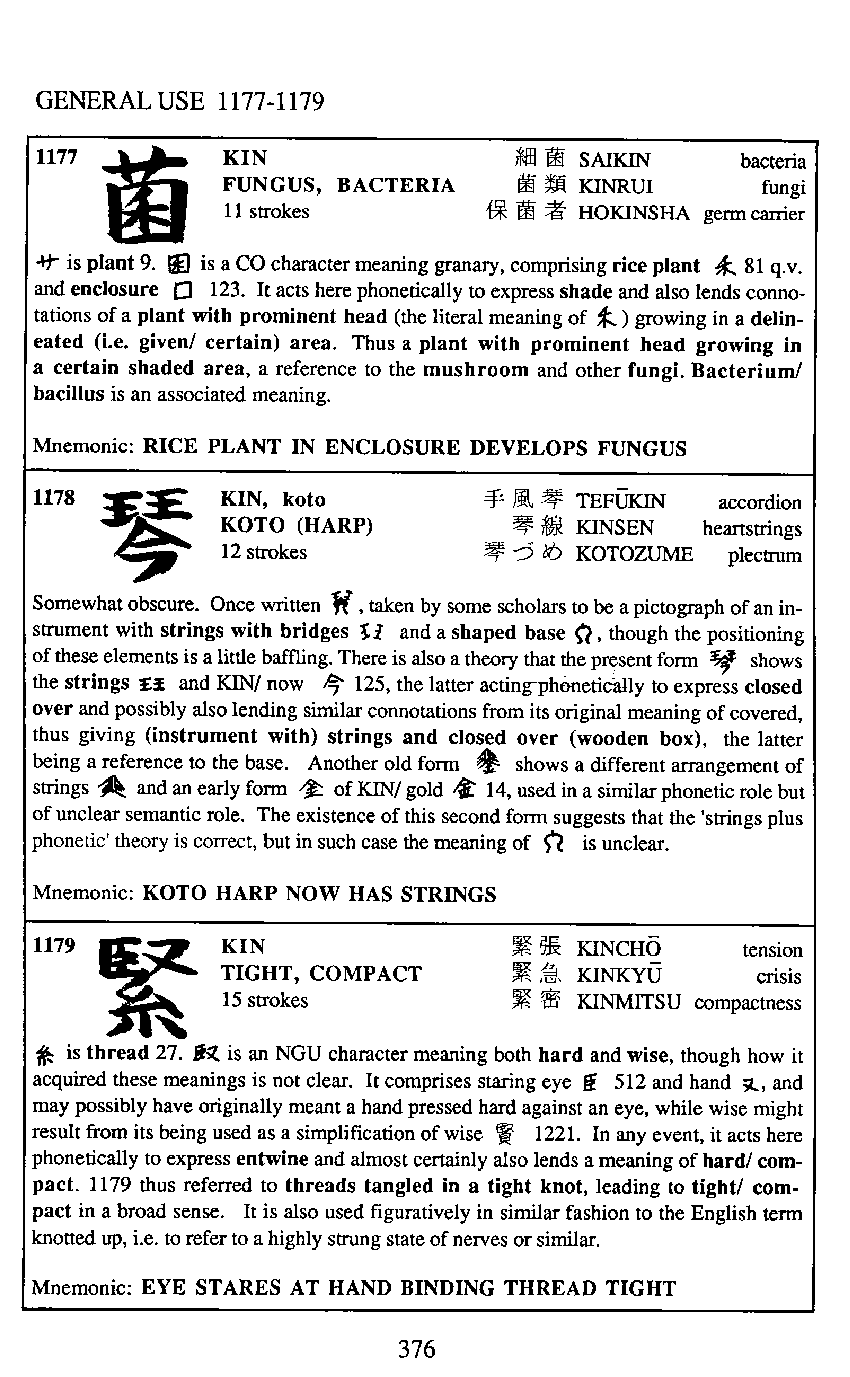 GENERAL USE 1177-1179
1177 菌 KIN 細菌 SAIKIN bacteria
FUNGUS, BACTERIA 菌類 KINRUI fungi
11 strokes 保菌者 HOKINSHA germ carrier
艹 is plant 9. 囷 is a CO character meaning granary, comprising rice plant 禾 81 q.v.
and enclosure 囗 123. It acts here phonetically to express shade and also lends conno-
tations of a plant with prominent head (the literal meaning of 禾) growing in a delin-
eated (i.e. given/ certain) area. Thus a plant with prominent head growing in
a certain shaded area, a reference to the mushroom and other fungi. Bacterium/
bacillus is an associated meaning.
Mnemonic: RICE PLANT IN ENCLOSURE DEVELOPS FUNGUS
1178 琴 KIN, koto 手風琴 TEFŪKIN accordion
KOTO (HARP) 琴線 KINSEN heartstrings
12 strokes 琴づめ KOTOZUME plectrum
Somewhat obscure. Once written , taken by some scholars to be a pictograph of an in-
strument with strings with bridges and a shaped base , though the positioning
of these elements is a little baffling. There is also a theory that the present form 琴 shows
the strings 玨 and KIN/ now 今 125, the latter acting phonetically to express closed
over and possibly also lending similar connotations from its original meaning of covered,
thus giving (instrument with) strings and closed over (wooden box), the latter
being a reference to the base. Another old form shows a different arrangement of
strings and an early form of KIN/ gold 金 14, used in a similar phonetic role but
of unclear semantic role. The existence of this second form suggests that the 'strings plus
phonetic' theory is correct, but in such case the meaning of is unclear.
Mnemonic: KOTO HARP NOW HAS STRINGS
1179 緊 KIN 緊張 KINCHŌ tension
TIGHT, COMPACT 緊急 KINKYŪ crisis
15 strokes 緊密 KINMITSU compactness
糸 is thread 27. 臤 is an NGU character meaning both hard and wise, though how it
acquired these meanings is not clear. It comprises staring eye 臣 512 and hand 又, and
may possibly have originally meant a hand pressed hard against an eye, while wise might
result from its being used as a simplification of wise 賢 1221. In any event, it acts here
phonetically to express entwine and almost certainly also lends a meaning of hard/ com-
pact. 1179 thus referred to threads tangled in a tight knot, leading to tight/ com-
pact in a broad sense. It is also used figuratively in similar fashion to the English term
knotted up, i.e. to refer to a highly strung state of nerves or similar.
Mnemonic: EYE STARES AT HAND BINDING THREAD TIGHT
376